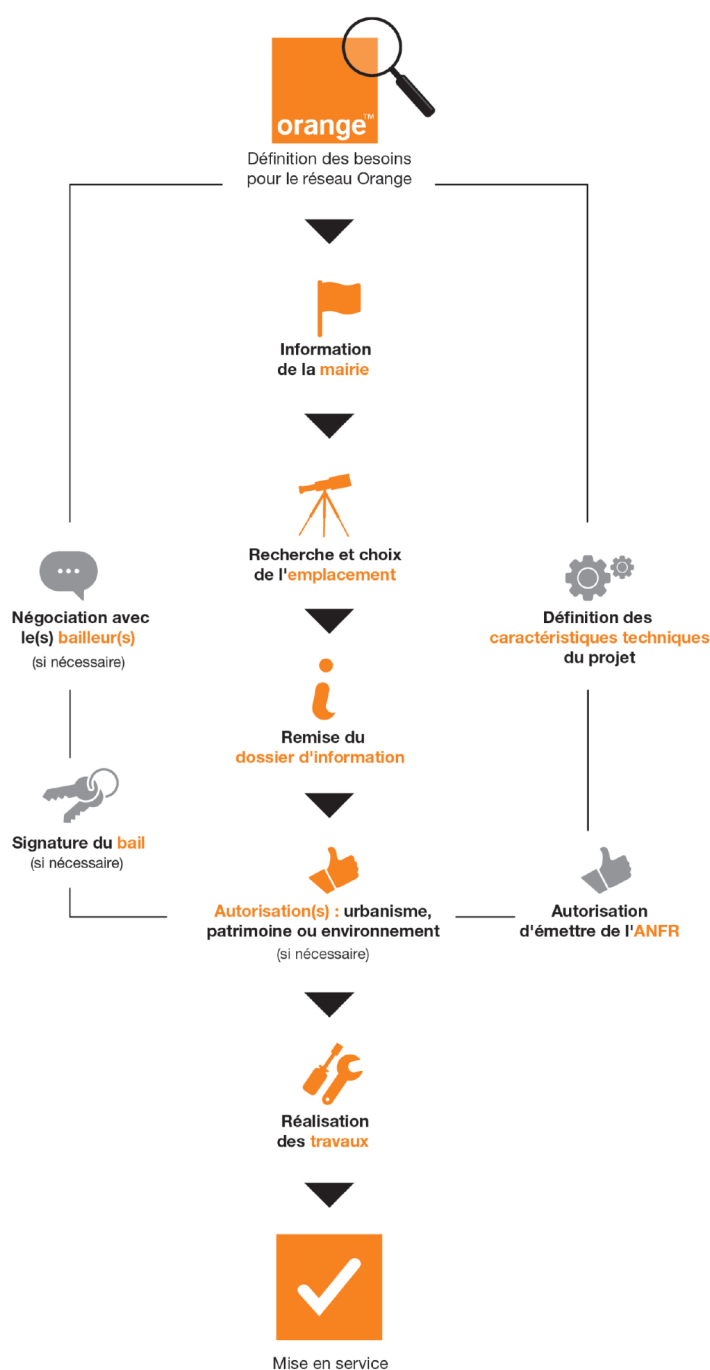 orange™
Définition des besoins
pour le réseau Orange
Information
de la mairie
Recherche et choix
de l'emplacement
Négociation avec
le(s) bailleur(s)
(si nécessaire)
Définition des
caractéristiques techniques
du projet
Remise du
dossier d'information
Signature du bail
(si nécessaire)
Autorisation(s) : urbanisme,
patrimoine ou environnement
(si nécessaire)
Autorisation
d'émettre de l'ANFR
Réalisation
des travaux
Mise en service